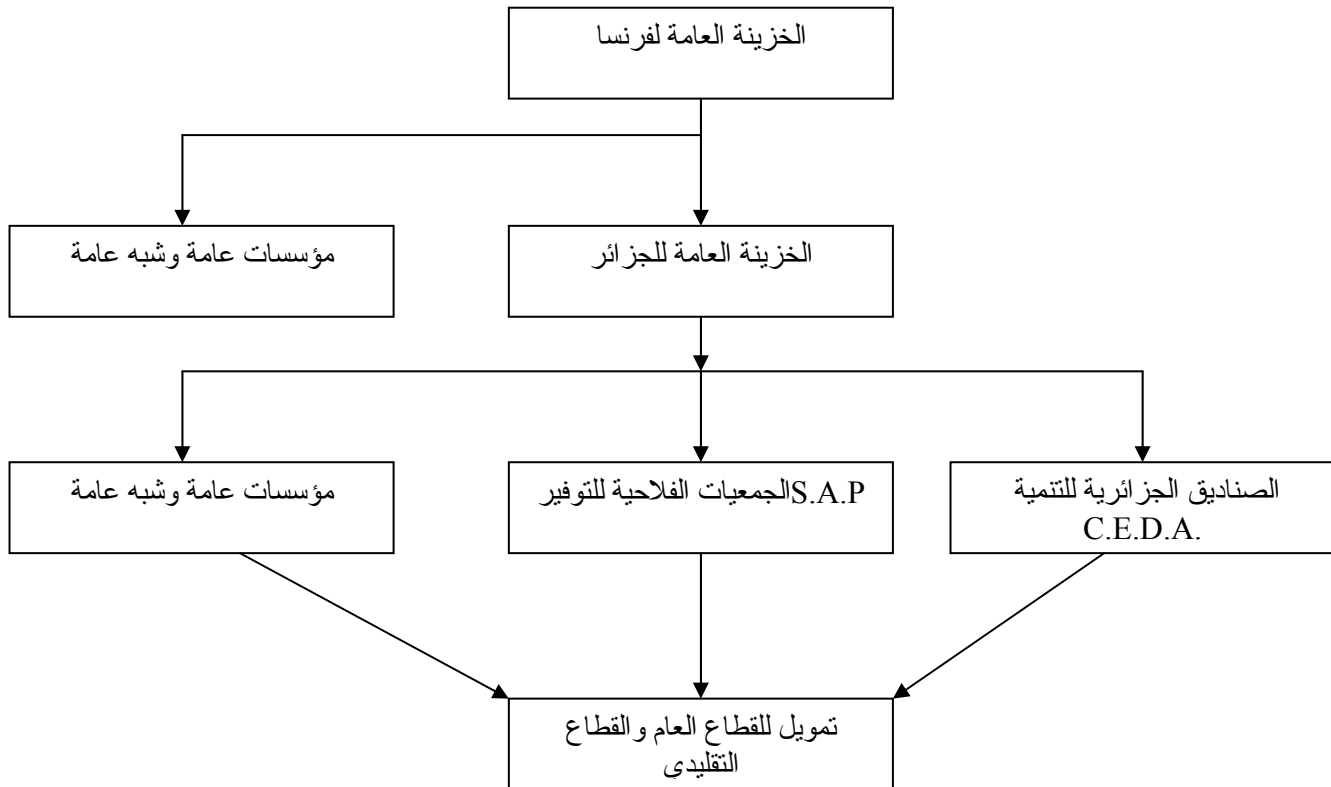 الخزينة العامة لفرنسا
الخزينة العامة للجزائر
مؤسسات عامة وشبه عامة
الصناديق الجزائرية للتنمية
C.E.D.A.
S.A.Pالجمعيات الفلاحية للتوفير
مؤسسات عامة وشبه عامة
تمويل للقطاع العام والقطاع
التقليدي